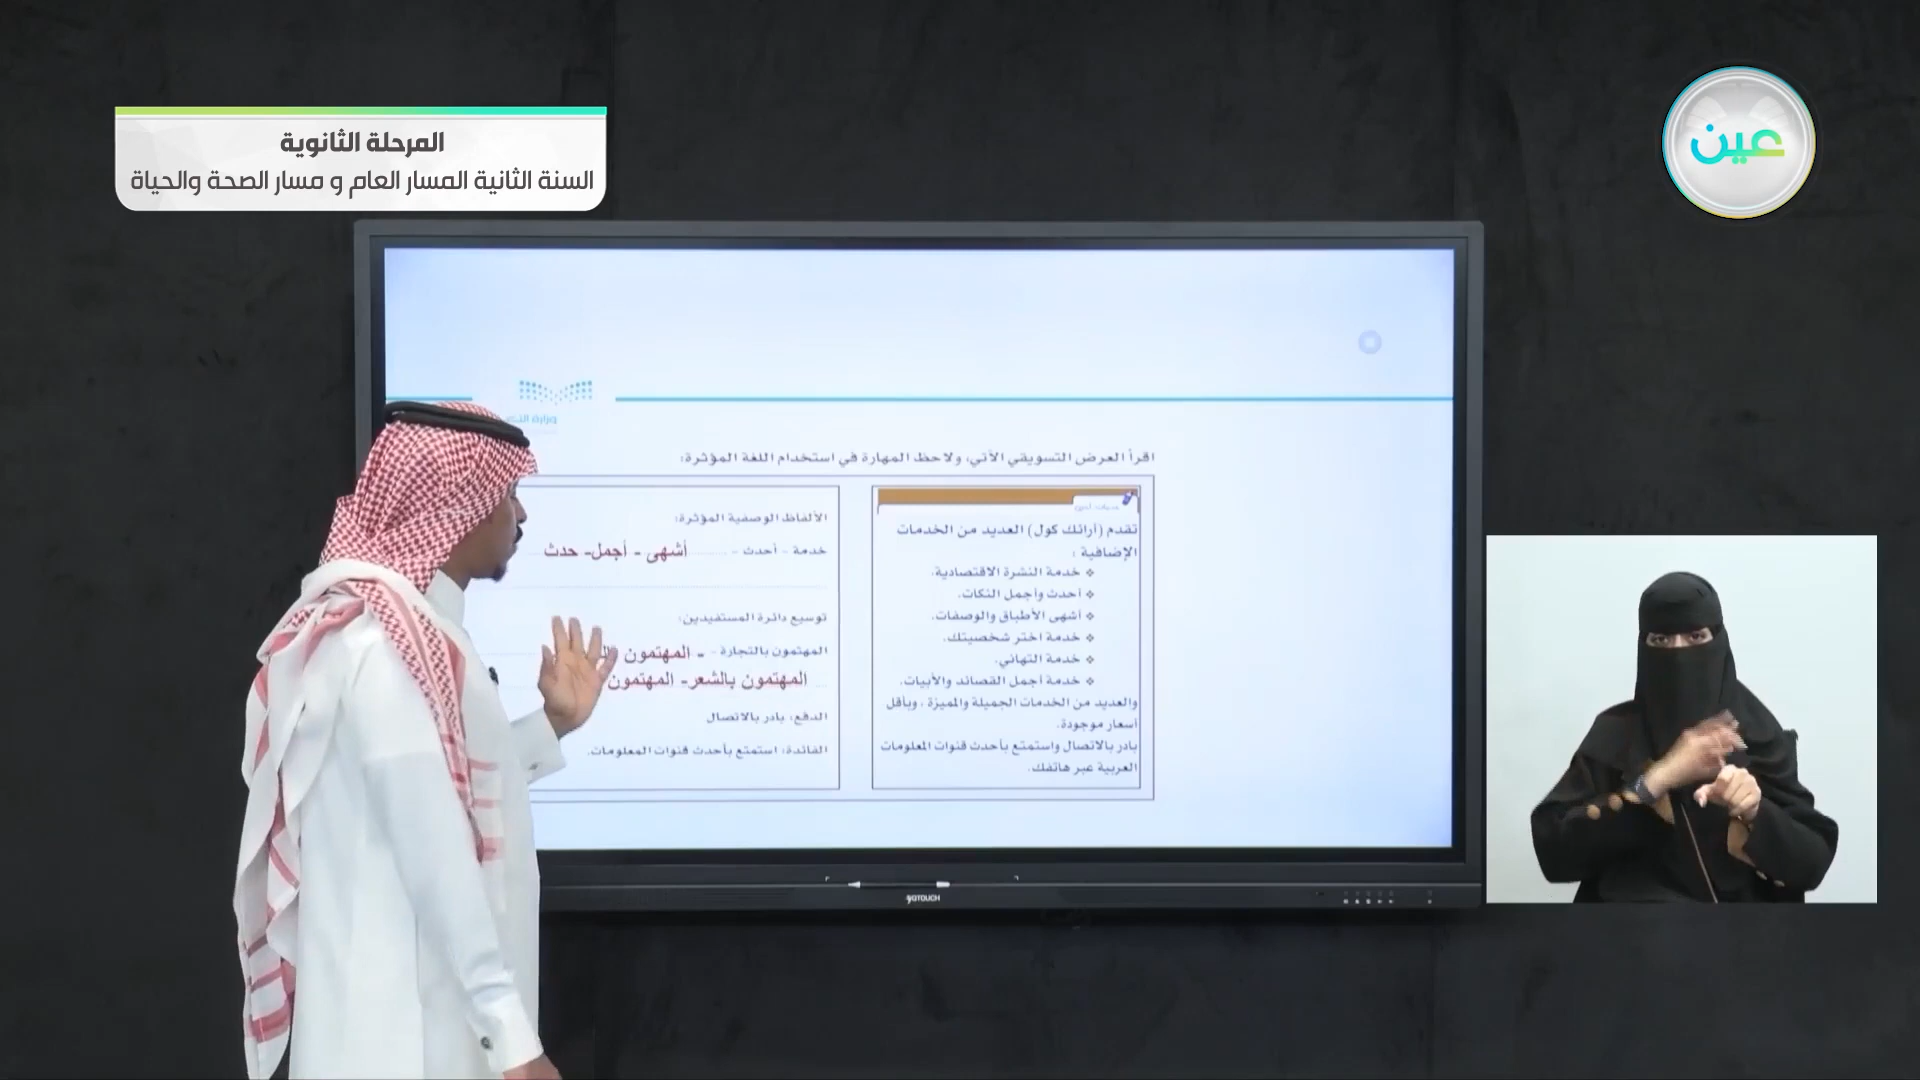 المرحلة الثانوية
السنة الثانية المسار العام و مسار الصحة والحياة
عين
وزارة
اقرأ العرض التسويقي الآتي، ولاحظ المهارة في استخدام اللغة المؤثرة:
تقدم (أرائك كول) العديد من الخدمات
الإضافية :
خدمة النشرة الاقتصادية.
أحدث وأجمل النكات.
أشهى الأطباق والوصفات.
خدمة اختر شخصيتك.
خدمة التهاني.
خدمة أجمل القصائد والأبيات.
والعديد من الخدمات الجميلة والمميزة ، وبأقل
أسعار موجودة.
بادر بالاتصال واستمتع بأحدث قنوات المعلومات
العربية عبر هاتفك.
الألفاظ الوصفية المؤثرة:
خدمة - أحدث - أشهى - أجمل- حدث
توسيع دائرة المستفيدين:
المهتمون بالتجارة - - المهتمون
المهتمون بالشعر- المهتمون
الدفع: بادر بالاتصال
الفائدة: استمتع بأحدث قنوات المعلومات.